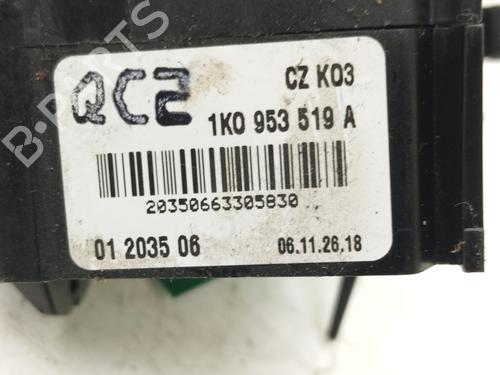 B-PARTS
QC2
CZ K03
1K0 953 519 A
20350663305830
01 2035 06
06.11.26.18